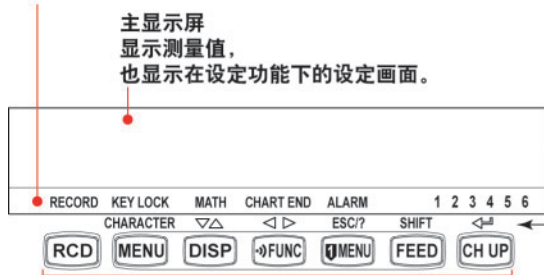 主显示屏
显示测量值，
也显示在设定功能下的设定画面。
RECORD KEY LOCK MATH CHART END ALARM 1 2 3 4 5 6
CHARACTER ▽△ ◁ ▷ ESC/? SHIFT
RCD MENU DISP FUNC MENU FEED CH UP